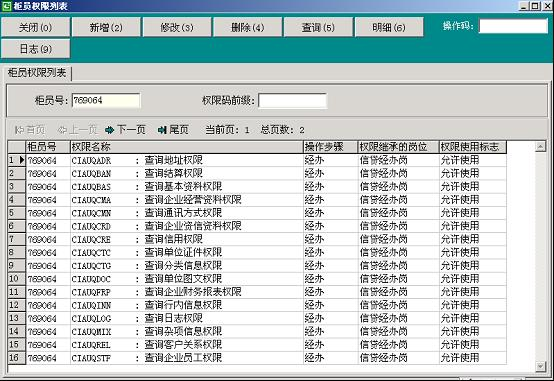 柜员权限列表
关闭(0) 新增(2) 修改(3) 删除(4) 查询(5) 明细(6) 操作码:
日志(9)
柜员权限列表
柜员号: 769064 权限码前缀:
首页 上一页 下一页 尾页 当前页: 1 总页数: 2
柜员号 权限名称 操作步骤 权限继承的岗位 权限使用标志
1 769064 CIAUQADR : 查询地址权限 经办 信贷经办岗 允许使用
2 769064 CIAUQBAN : 查询结算权限 经办 信贷经办岗 允许使用
3 769064 CIAUQBAS : 查询基本资料权限 经办 信贷经办岗 允许使用
4 769064 CIAUQCMA : 查询企业经营资料权限 经办 信贷经办岗 允许使用
5 769064 CIAUQCMN : 查询通讯方式权限 经办 信贷经办岗 允许使用
6 769064 CIAUQCRD : 查询企业资信资料权限 经办 信贷经办岗 允许使用
7 769064 CIAUQCRE : 查询信用权限 经办 信贷经办岗 允许使用
8 769064 CIAUQCTC : 查询单位证件权限 经办 信贷经办岗 允许使用
9 769064 CIAUQCTG : 查询分类信息权限 经办 信贷经办岗 允许使用
10 769064 CIAUQDOC : 查询单位图文权限 经办 信贷经办岗 允许使用
11 769064 CIAUQFRP : 查询企业财务报表权限 经办 信贷经办岗 允许使用
12 769064 CIAUQINN : 查询行内信息权限 经办 信贷经办岗 允许使用
13 769064 CIAUQLOG : 查询日志权限 经办 信贷经办岗 允许使用
14 769064 CIAUQMIX : 查询杂项信息权限 经办 信贷经办岗 允许使用
15 769064 CIAUQREL : 查询客户关系权限 经办 信贷经办岗 允许使用
16 769064 CIAUQSTF : 查询企业员工权限 经办 信贷经办岗 允许使用